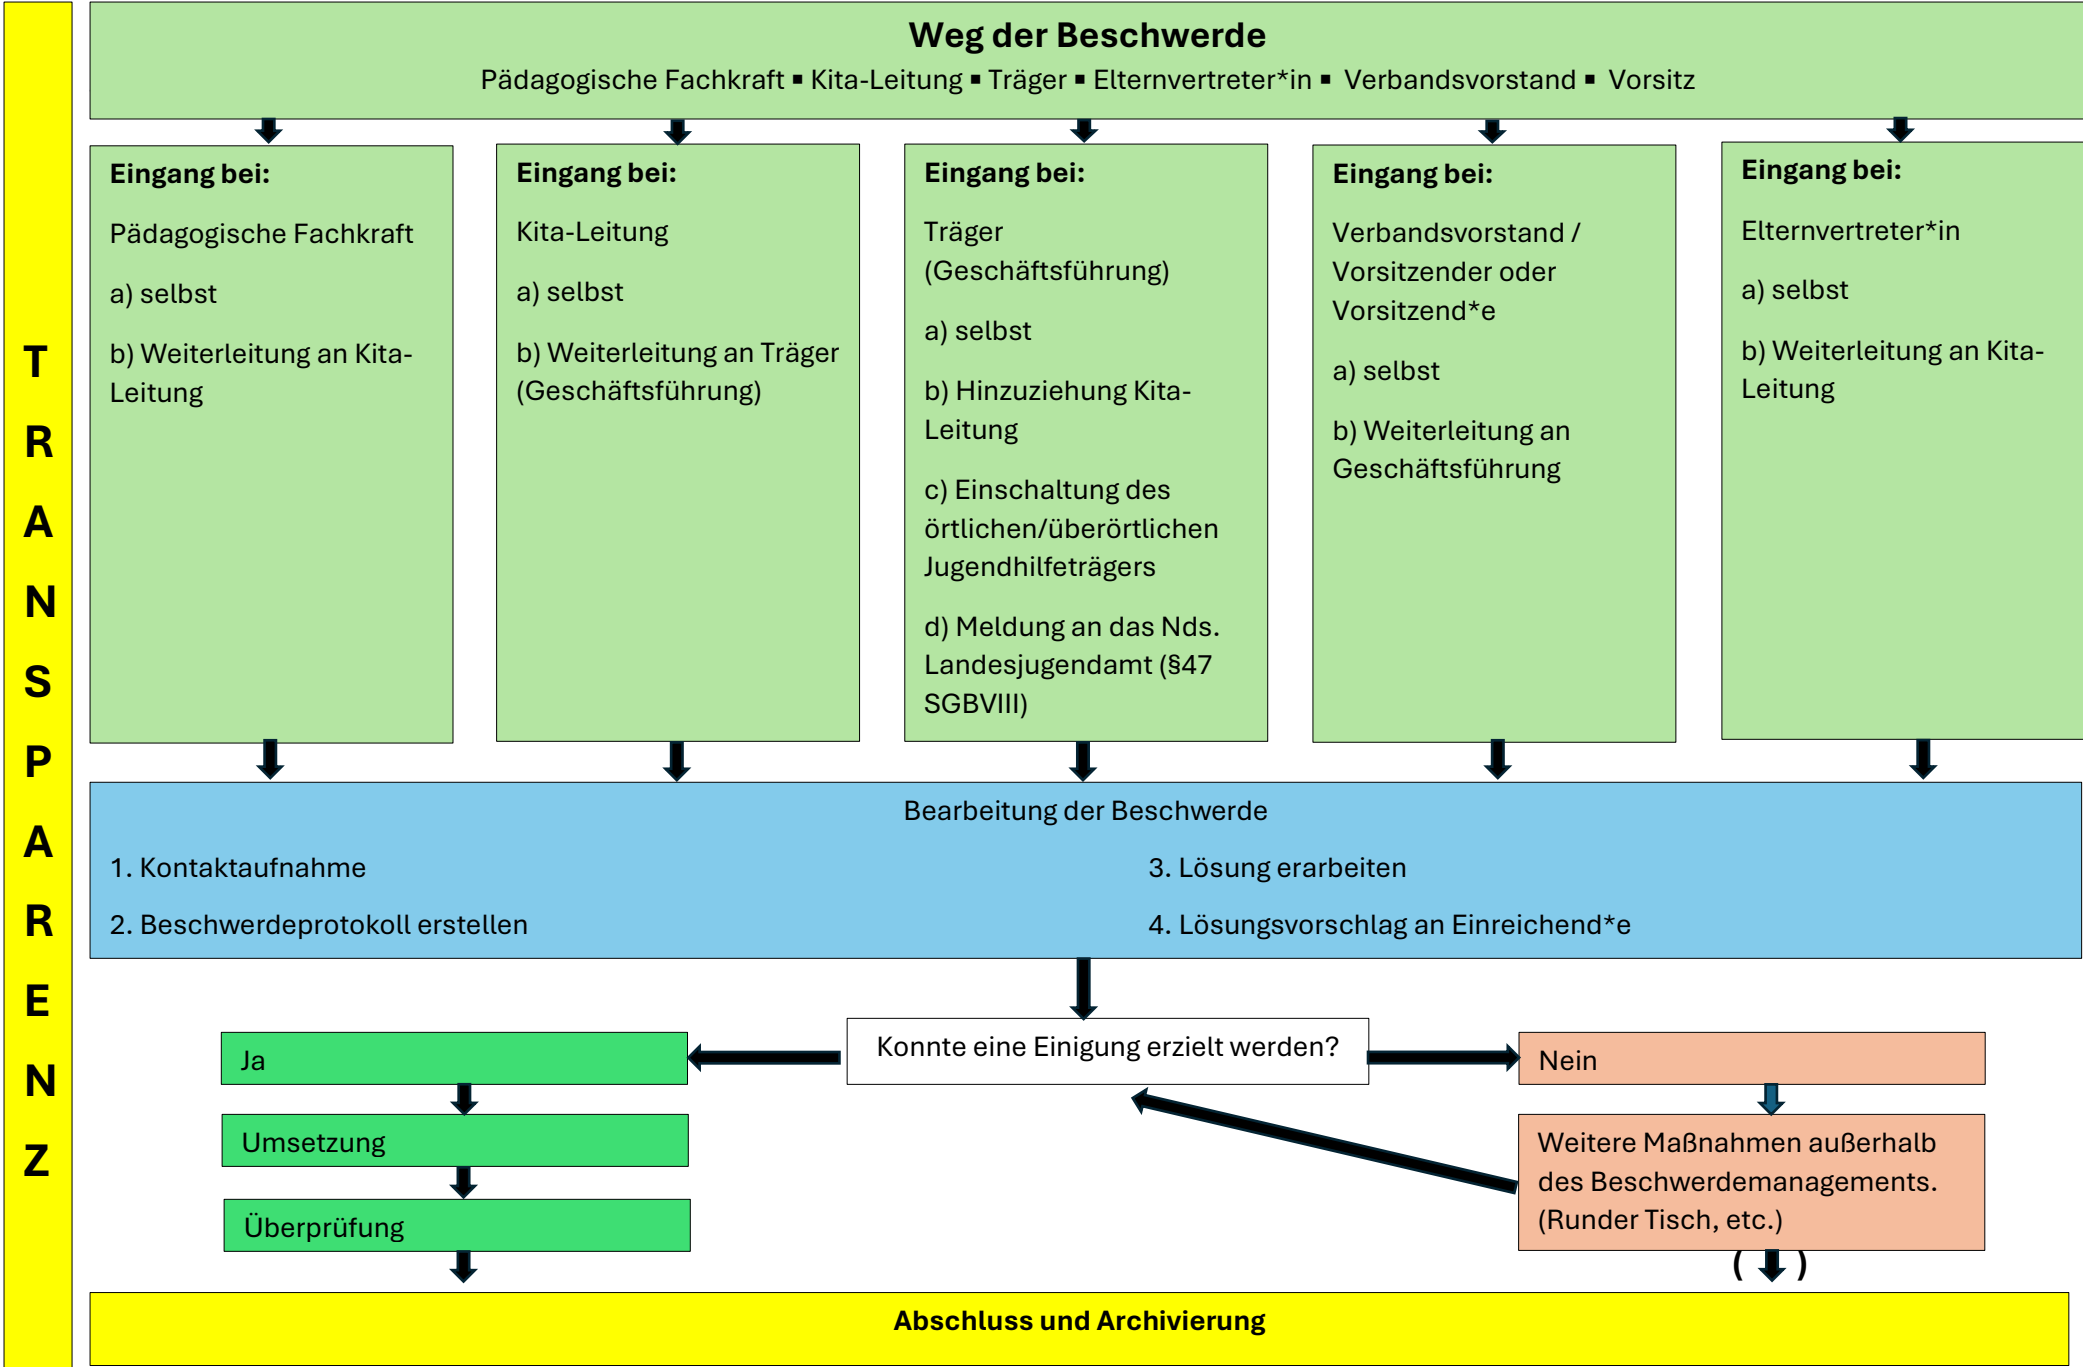 T
R
A
N
S
P
A
R
E
N
Z
Weg der Beschwerde
Pädagogische Fachkraft ▪ Kita-Leitung ▪ Träger ▪ Elternvertreter*in ▪ Verbandsvorstand ▪ Vorsitz
Eingang bei:
Pädagogische Fachkraft
a) selbst
b) Weiterleitung an Kita-
Leitung
Eingang bei:
Kita-Leitung
a) selbst
b) Weiterleitung an Träger
(Geschäftsführung)
Eingang bei:
Träger
(Geschäftsführung)
a) selbst
b) Hinzuziehung Kita-
Leitung
c) Einschaltung des
örtlichen/überörtlichen
Jugendhilfeträgers
d) Meldung an das Nds.
Landesjugendamt (§47
SGBVIII)
Eingang bei:
Verbandsvorstand /
Vorsitzender oder
Vorsitzend*e
a) selbst
b) Weiterleitung an
Geschäftsführung
Eingang bei:
Elternvertreter*in
a) selbst
b) Weiterleitung an Kita-
Leitung
Bearbeitung der Beschwerde
1. Kontaktaufnahme
2. Beschwerdeprotokoll erstellen
3. Lösung erarbeiten
4. Lösungsvorschlag an Einreichend*e
Konnte eine Einigung erzielt werden?
Ja
Umsetzung
Überprüfung
Nein
Weitere Maßnahmen außerhalb
des Beschwerdemanagements.
(Runder Tisch, etc.)
( )
Abschluss und Archivierung